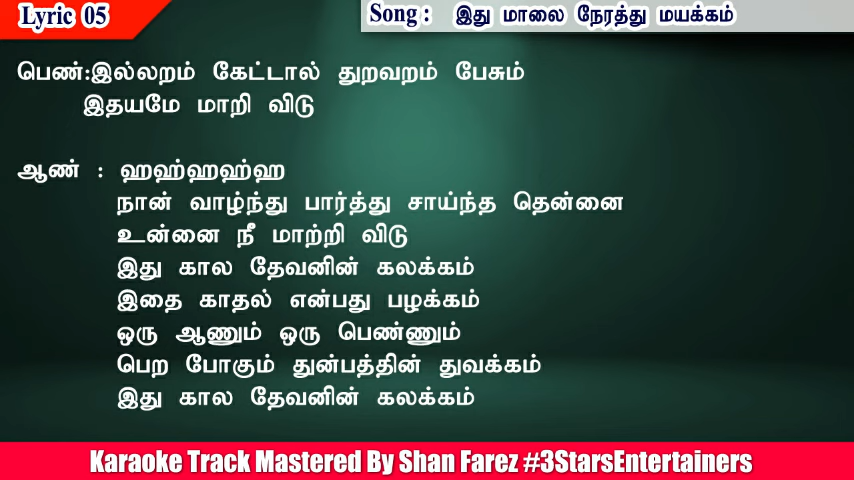 Lyric 05
Song : இது மாலை நேரத்து மயக்கம்
பெண்:இல்லறம் கேட்டால் துறவறம் பேசும்
இதயமே மாறி விடு
ஆண் : ஹஹ்ஹஹ்ஹ
நான் வாழ்ந்து பார்த்து சாய்ந்த தென்னை
உன்னை நீ மாற்றி விடு
இது கால தேவனின் கலக்கம்
இதை காதல் என்பது பழக்கம்
ஒரு ஆணும் ஒரு பெண்ணும்
பெற போகும் துன்பத்தின் துவக்கம்
இது கால தேவனின் கலக்கம்
Karaoke Track Mastered By Shan Farez #3StarsEntertainers